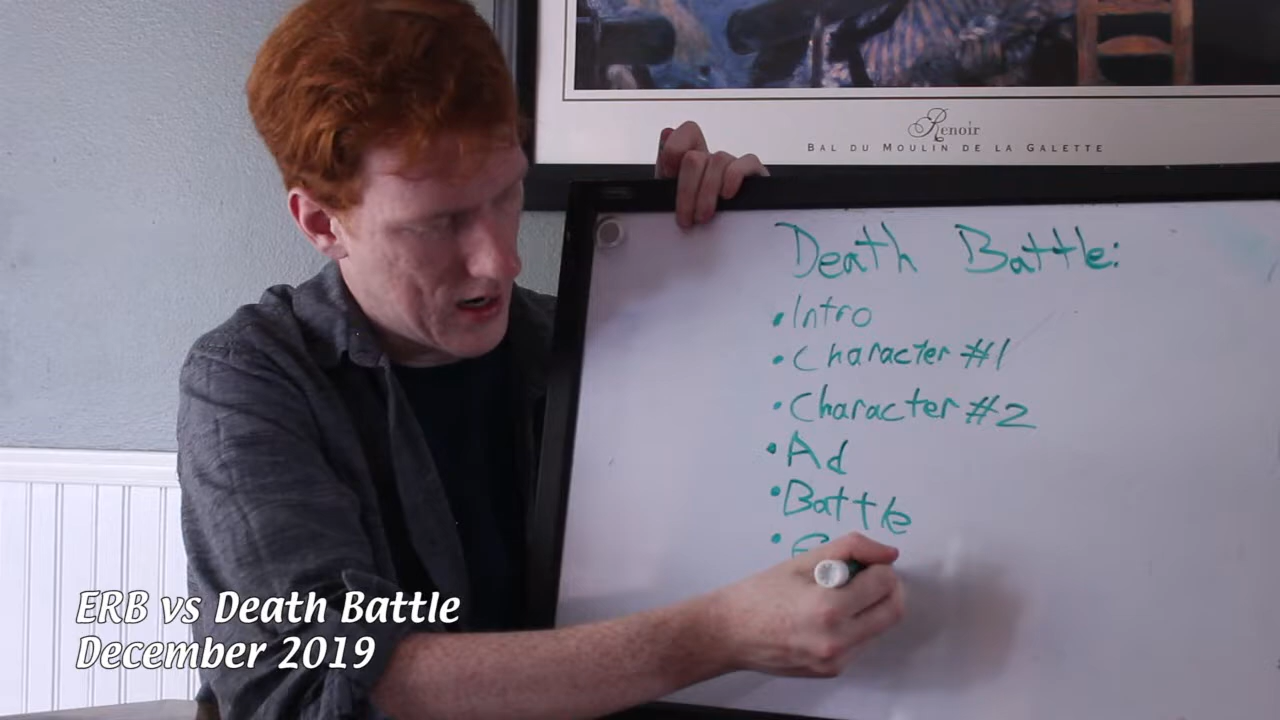 Renoir
BAL DU MOULIN DE LA GALETTE
Death Battle:
• Intro
• Character #1
• Character #2
• Ad
• Battle
•
ERB vs Death Battle
December 2019